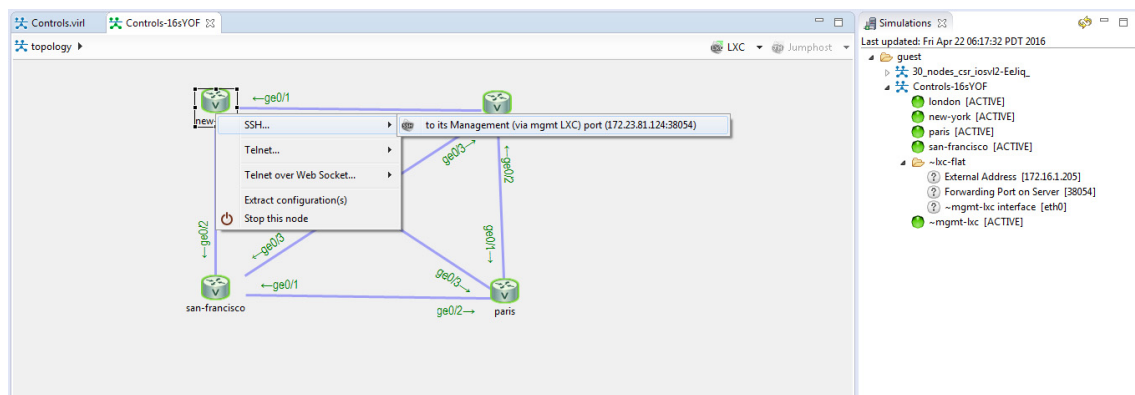 Controls.virl
Controls-16sYOF
Simulations
topology
LXC
Jumphost
Last updated: Fri Apr 22 06:17:32 PDT 2016
guest
30_nodes_csr_iosvl2-EeJiq_
Controls-16sYOF
london [ACTIVE]
new-york [ACTIVE]
paris [ACTIVE]
san-francisco [ACTIVE]
~lxc-flat
External Address [172.16.1.205]
Forwarding Port on Server [38054]
~mgmt-lxc interface [eth0]
~mgmt-lxc [ACTIVE]
←ge0/1
new-
SSH...
to its Management (via mgmt LXC) port (172.23.81.124:38054)
Telnet...
Telnet over Web Socket...
Extract configuration(s)
Stop this node
ge0/3→
←ge0/2
←ge0/2
ge0/1→
←ge0/3
←ge0/1
ge0/3→
ge0/2→
san-francisco
paris